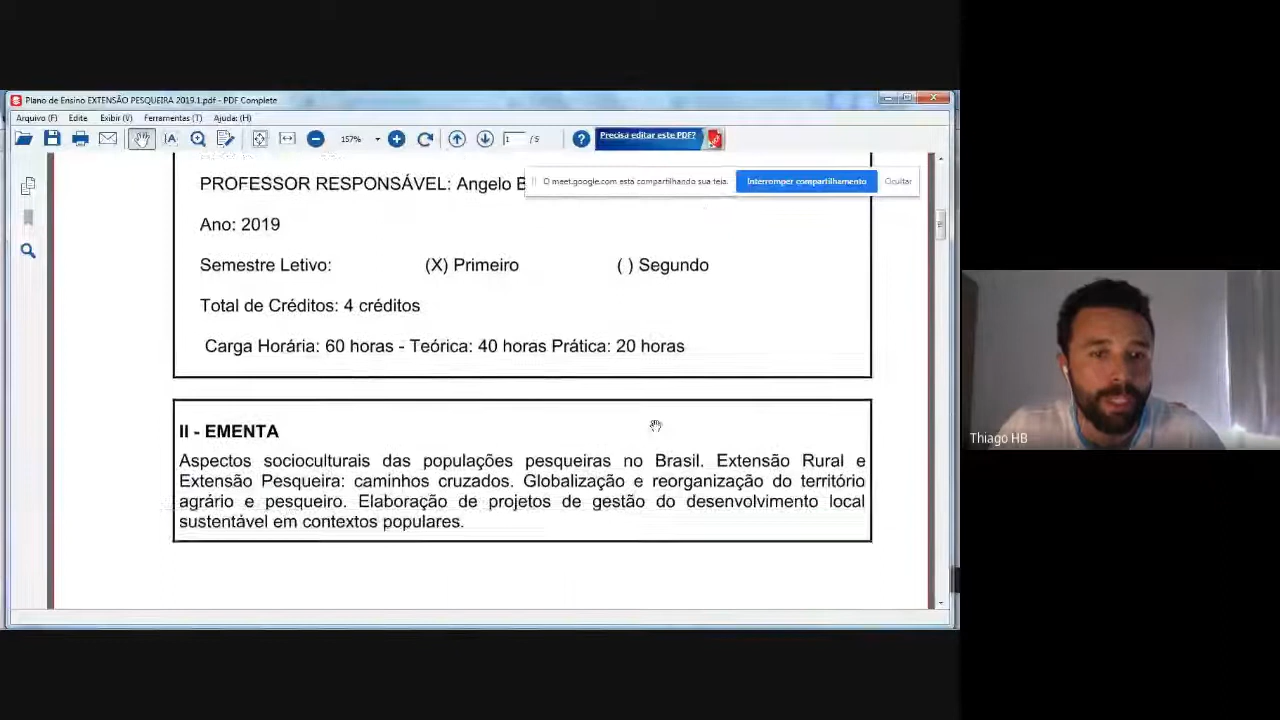 Plano de Ensino EXTENSÃO PESQUEIRA 2019.1.pdf - PDF Complete
Arquivo (F) Edite Exibir (V) Ferramentas (T) Ajuda: (H)
157% 1 / 5 Precisa editar este PDF?
O meet.google.com está compartilhando sua tela. Interromper compartilhamento Ocultar
PROFESSOR RESPONSÁVEL: Angelo
Ano: 2019
Semestre Letivo: (X) Primeiro ( ) Segundo
Total de Créditos: 4 créditos
Carga Horária: 60 horas - Teórica: 40 horas Prática: 20 horas
II - EMENTA
Aspectos socioculturais das populações pesqueiras no Brasil. Extensão Rural e
Extensão Pesqueira: caminhos cruzados. Globalização e reorganização do território
agrário e pesqueiro. Elaboração de projetos de gestão do desenvolvimento local
sustentável em contextos populares.
Thiago HB